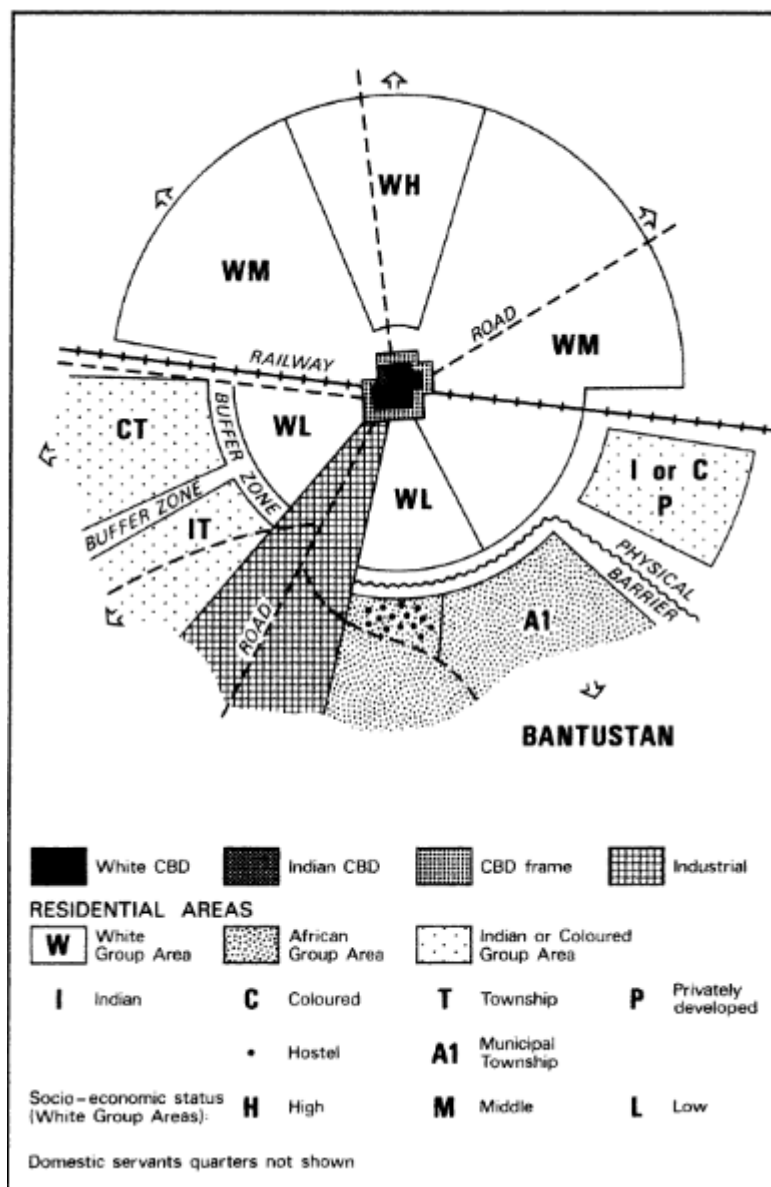 WH
WM
ROAD
WM
RAILWAY
CT
BUFFER ZONE
WL
I or C
P
BUFFER ZONE
IT
WL
PHYSICAL
BARRIER
ROAD
A1
BANTUSTAN
White CBD
Indian CBD
CBD frame
Industrial
RESIDENTIAL AREAS
W White
Group Area
African
Group Area
Indian or Coloured
Group Area
I Indian
C Coloured
T Township
P Privately
developed
Hostel
A1 Municipal
Township
Socio-economic status
(White Group Areas):
H High
M Middle
L Low
Domestic servants quarters not shown